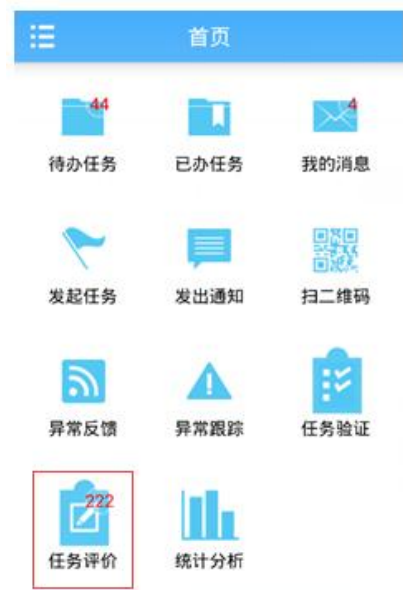 首页
44
4
待办任务 已办任务 我的消息
发起任务 发出通知 扫二维码
异常反馈 异常跟踪 任务验证
222
任务评价 统计分析